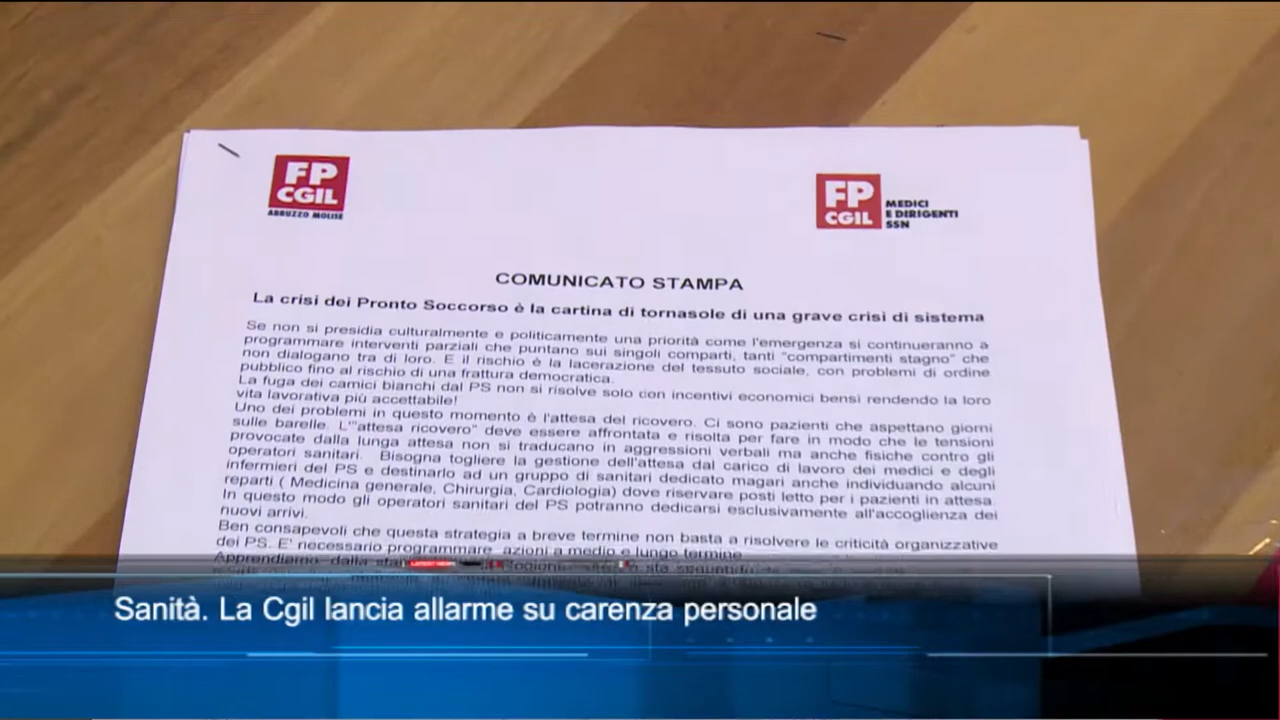 FP
CGIL
ABRUZZO MOLISE
FP
CGIL
MEDICI
E DIRIGENTI
SSN
COMUNICATO STAMPA
La crisi dei Pronto Soccorso è la cartina di tornasole di una grave crisi di sistema
Se non si presidia culturalmente e politicamente una priorità come l'emergenza si continueranno a
programmare interventi parziali che puntano sui singoli comparti, tanti "compartimenti stagno" che
non dialogano tra di loro. E il rischio è la lacerazione del tessuto sociale, con problemi di ordine
pubblico fino al rischio di una frattura democratica.
La fuga dei camici bianchi dal PS non si risolve solo con incentivi economici bensì rendendo la loro
vita lavorativa più accettabile!
Uno dei problemi in questo momento è l'attesa del ricovero. Ci sono pazienti che aspettano giorni
sulle barelle. L'"attesa ricovero" deve essere affrontata e risolta per fare in modo che le tensioni
provocate dalla lunga attesa non si traducano in aggressioni verbali ma anche fisiche contro gli
operatori sanitari. Bisogna togliere la gestione dell'attesa dal carico di lavoro dei medici e degli
infermieri del PS e destinarlo ad un gruppo di sanitari dedicato magari anche individuando alcuni
reparti ( Medicina generale, Chirurgia, Cardiologia) dove riservare posti letto per i pazienti in attesa.
In questo modo gli operatori sanitari del PS potranno dedicarsi esclusivamente all'accoglienza dei
nuovi arrivi.
Ben consapevoli che questa strategia a breve termine non basta a risolvere le criticità organizzative
dei PS. E' necessario programmare azioni a medio e lungo termine
Apprendiamo dalla
LATEST NEWS
Sanità. La Cgil lancia allarme su carenza personale